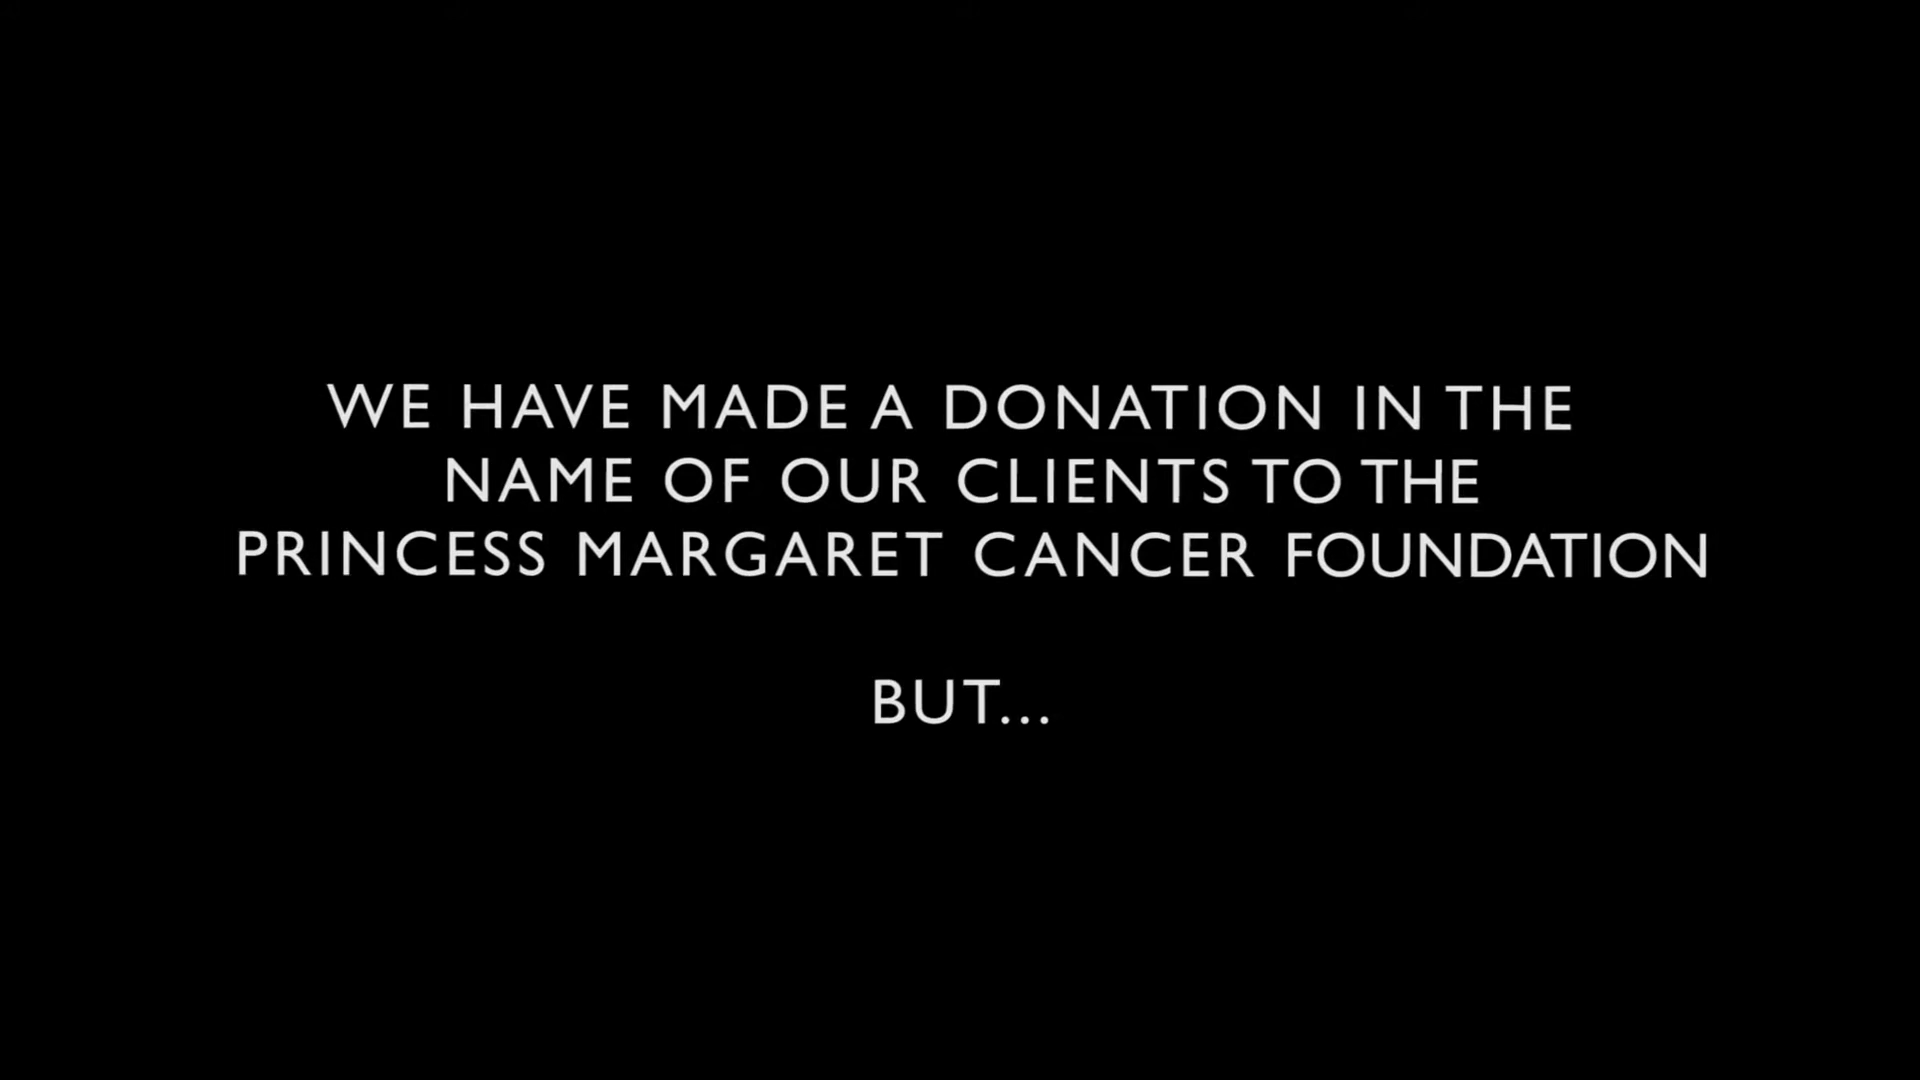 WE HAVE MADE A DONATION IN THE
NAME OF OUR CLIENTS TO THE
PRINCESS MARGARET CANCER FOUNDATION
BUT...